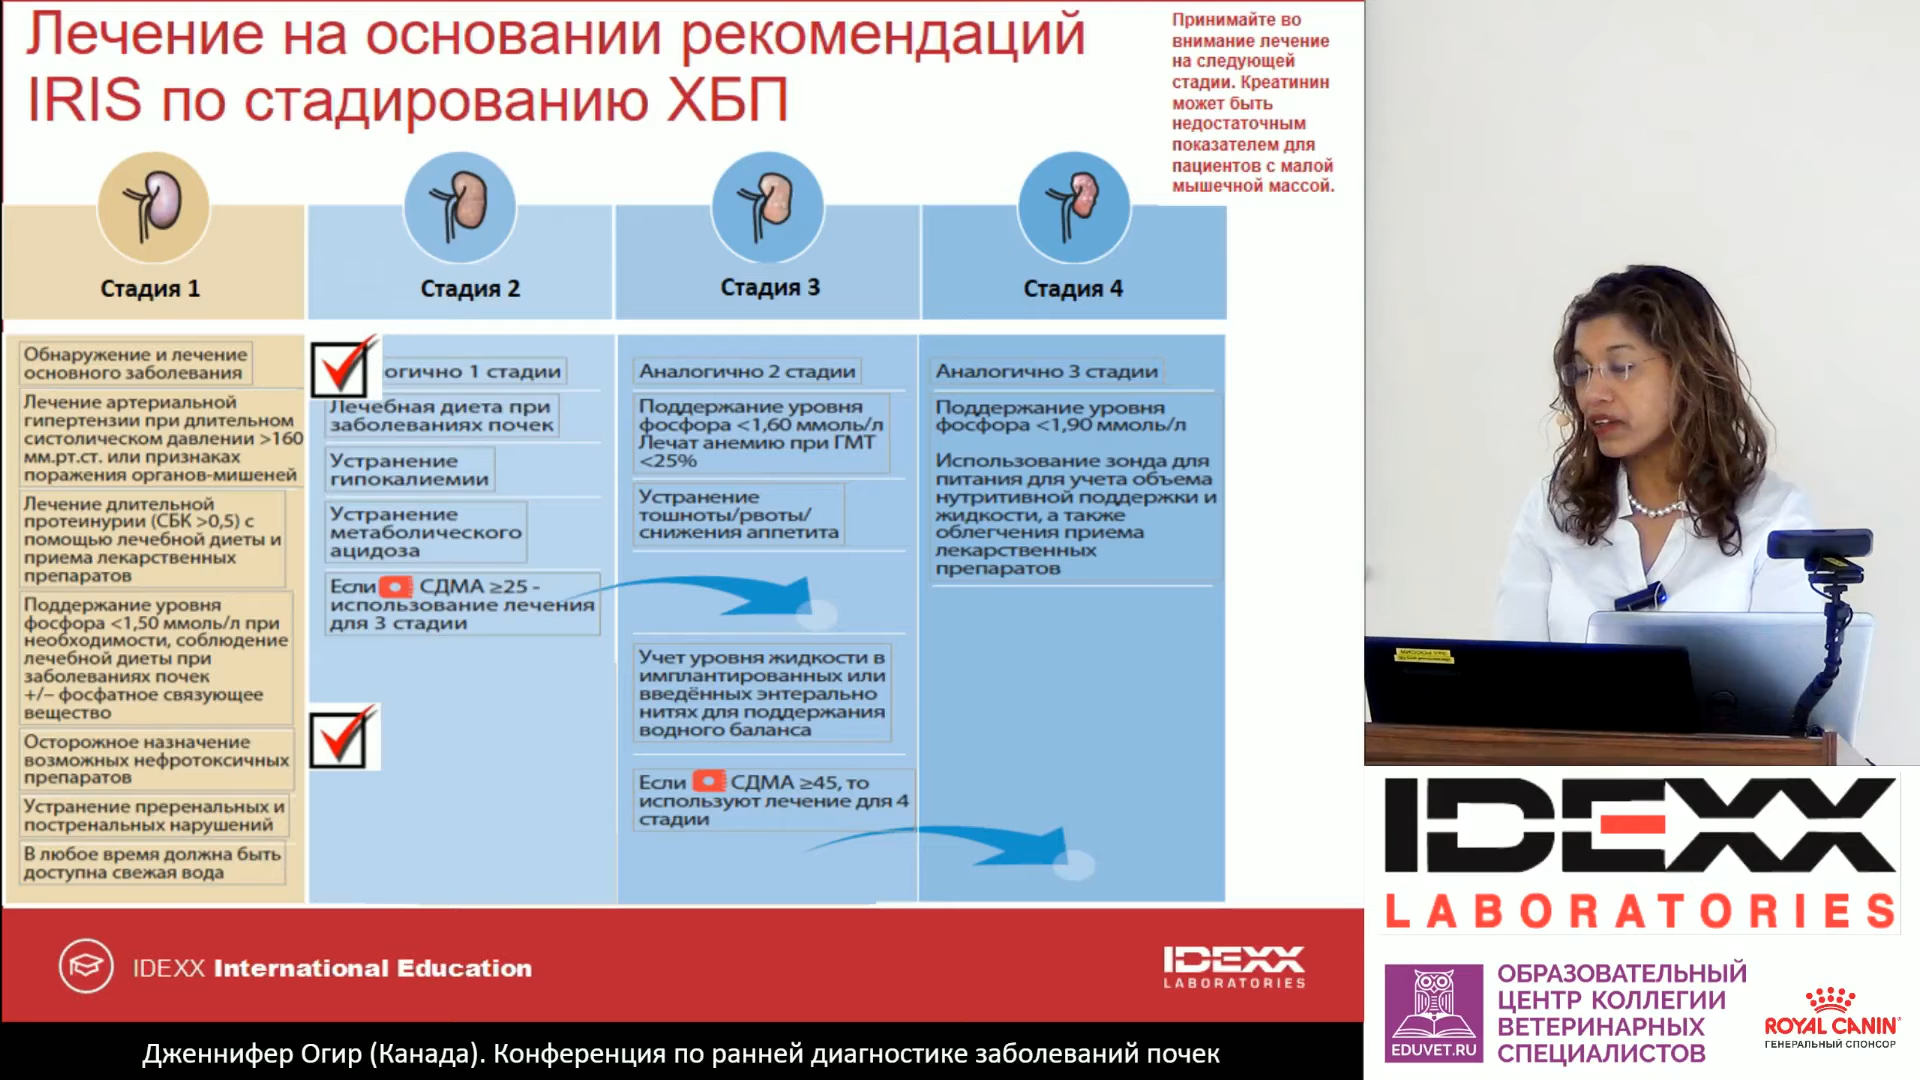 Лечение на основании рекомендаций
IRIS по стадированию ХБП
Принимайте во
внимание лечение
на следующей
стадии. Креатинин
может быть
недостаточным
показателем для
пациентов с малой
мышечной массой.
Стадия 1
Обнаружение и лечение
основного заболевания
Лечение артериальной
гипертензии при длительном
систолическом давлении >160
мм.рт.ст. или признаках
поражения органов-мишеней
Лечение длительной
протеинурии (СБК >0,5) с
помощью лечебной диеты и
приема лекарственных
препаратов
Поддержание уровня
фосфора <1,50 ммоль/л при
необходимости, соблюдение
лечебной диеты при
заболеваниях почек
+/− фосфатное связующее
вещество
Осторожное назначение
возможных нефротоксичных
препаратов
Устранение преренальных и
постренальных нарушений
В любое время должна быть
доступна свежая вода
Стадия 2
огично 1 стадии
Лечебная диета при
заболеваниях почек
Устранение
гипокалиемии
Устранение
метаболического
ацидоза
Если СДМА ≥25 -
использование лечения
для 3 стадии
Стадия 3
Аналогично 2 стадии
Поддержание уровня
фосфора <1,60 ммоль/л
Лечат анемию при ГМТ
<25%
Устранение
тошноты/рвоты/
снижения аппетита
Учет уровня жидкости в
имплантированных или
введённых энтерально
нитях для поддержания
водного баланса
Если СДМА ≥45, то
используют лечение для 4
стадии
Стадия 4
Аналогично 3 стадии
Поддержание уровня
фосфора <1,90 ммоль/л
Использование зонда для
питания для учета объема
нутритивной поддержки и
жидкости, а также
облегчения приема
лекарственных
препаратов
IDEXX International Education
IDEXX
LABORATORIES
IDEXX
LABORATORIES
EDUVET.RU
ОБРАЗОВАТЕЛЬНЫЙ
ЦЕНТР КОЛЛЕГИИ
ВЕТЕРИНАРНЫХ
СПЕЦИАЛИСТОВ
ROYAL CANIN
ГЕНЕРАЛЬНЫЙ СПОНСОР
Дженнифер Огир (Канада). Конференция по ранней диагностике заболеваний почек